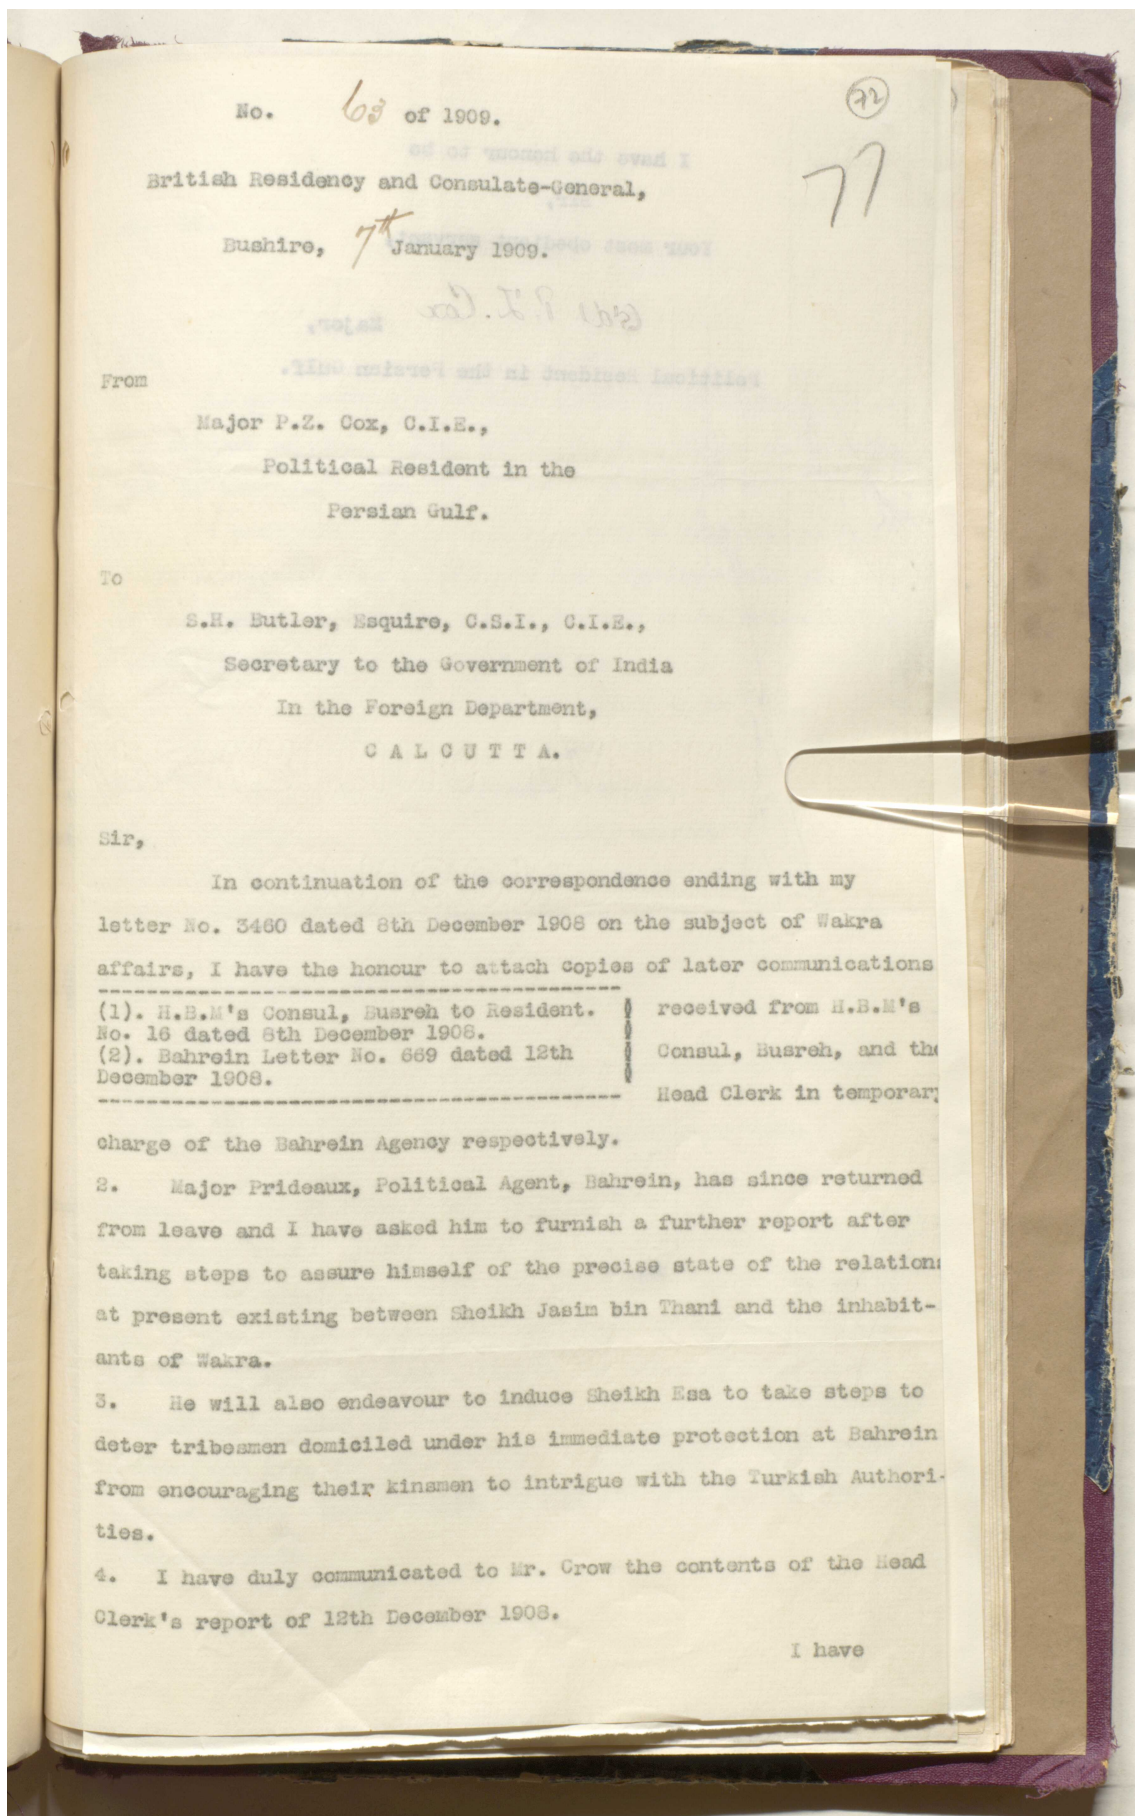 72
77
No. 63 of 1909.
British Residency and Consulate-General,
Bushire, 7th January 1909.
From
Major P.Z. Cox, C.I.E.,
Political Resident in the
Persian Gulf.
To
S.H. Butler, Esquire, C.S.I., C.I.E.,
Secretary to the Government of India
In the Foreign Department,
C A L C U T T A.
Sir,
In continuation of the correspondence ending with my
letter No. 3460 dated 8th December 1908 on the subject of Wakra
affairs, I have the honour to attach copies of later communications
(1). H.B.M's Consul, Busreh to Resident.
No. 16 dated 8th December 1908.
(2). Bahrein Letter No. 669 dated 12th
December 1908.
received from H.B.M's
Consul, Busreh, and the
Head Clerk in temporary
charge of the Bahrein Agency respectively.
2. Major Prideaux, Political Agent, Bahrein, has since returned
from leave and I have asked him to furnish a further report after
taking steps to assure himself of the precise state of the relations
at present existing between Sheikh Jasim bin Thani and the inhabit-
ants of Wakra.
3. He will also endeavour to induce Sheikh Esa to take steps to
deter tribesmen domiciled under his immediate protection at Bahrein
from encouraging their kinsmen to intrigue with the Turkish Authori-
ties.
4. I have duly communicated to Mr. Crow the contents of the Head
Clerk's report of 12th December 1908.
I have